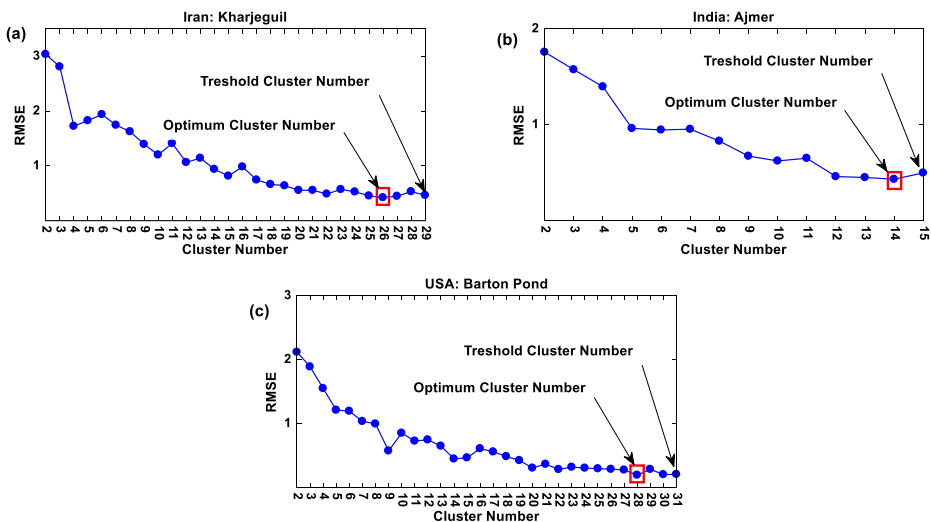 Iran: Kharjeguil
(a)
3
2
1
RMSE
Treshold Cluster Number
Optimum Cluster Number
2 3 4 5 6 7 8 9 10 11 12 13 14 15 16 17 18 19 20 21 22 23 24 25 26 27 28 29
Cluster Number
India: Ajmer
(b)
2
1
RMSE
Treshold Cluster Number
Optimum Cluster Number
2 3 4 5 6 7 8 9 10 11 12 13 14 15
Cluster Number
USA: Barton Pond
(c)
3
2
1
RMSE
Treshold Cluster Number
Optimum Cluster Number
2 3 4 5 6 7 8 9 10 11 12 13 14 15 16 17 18 19 20 21 22 23 24 25 26 27 28 29 30 31
Cluster Number